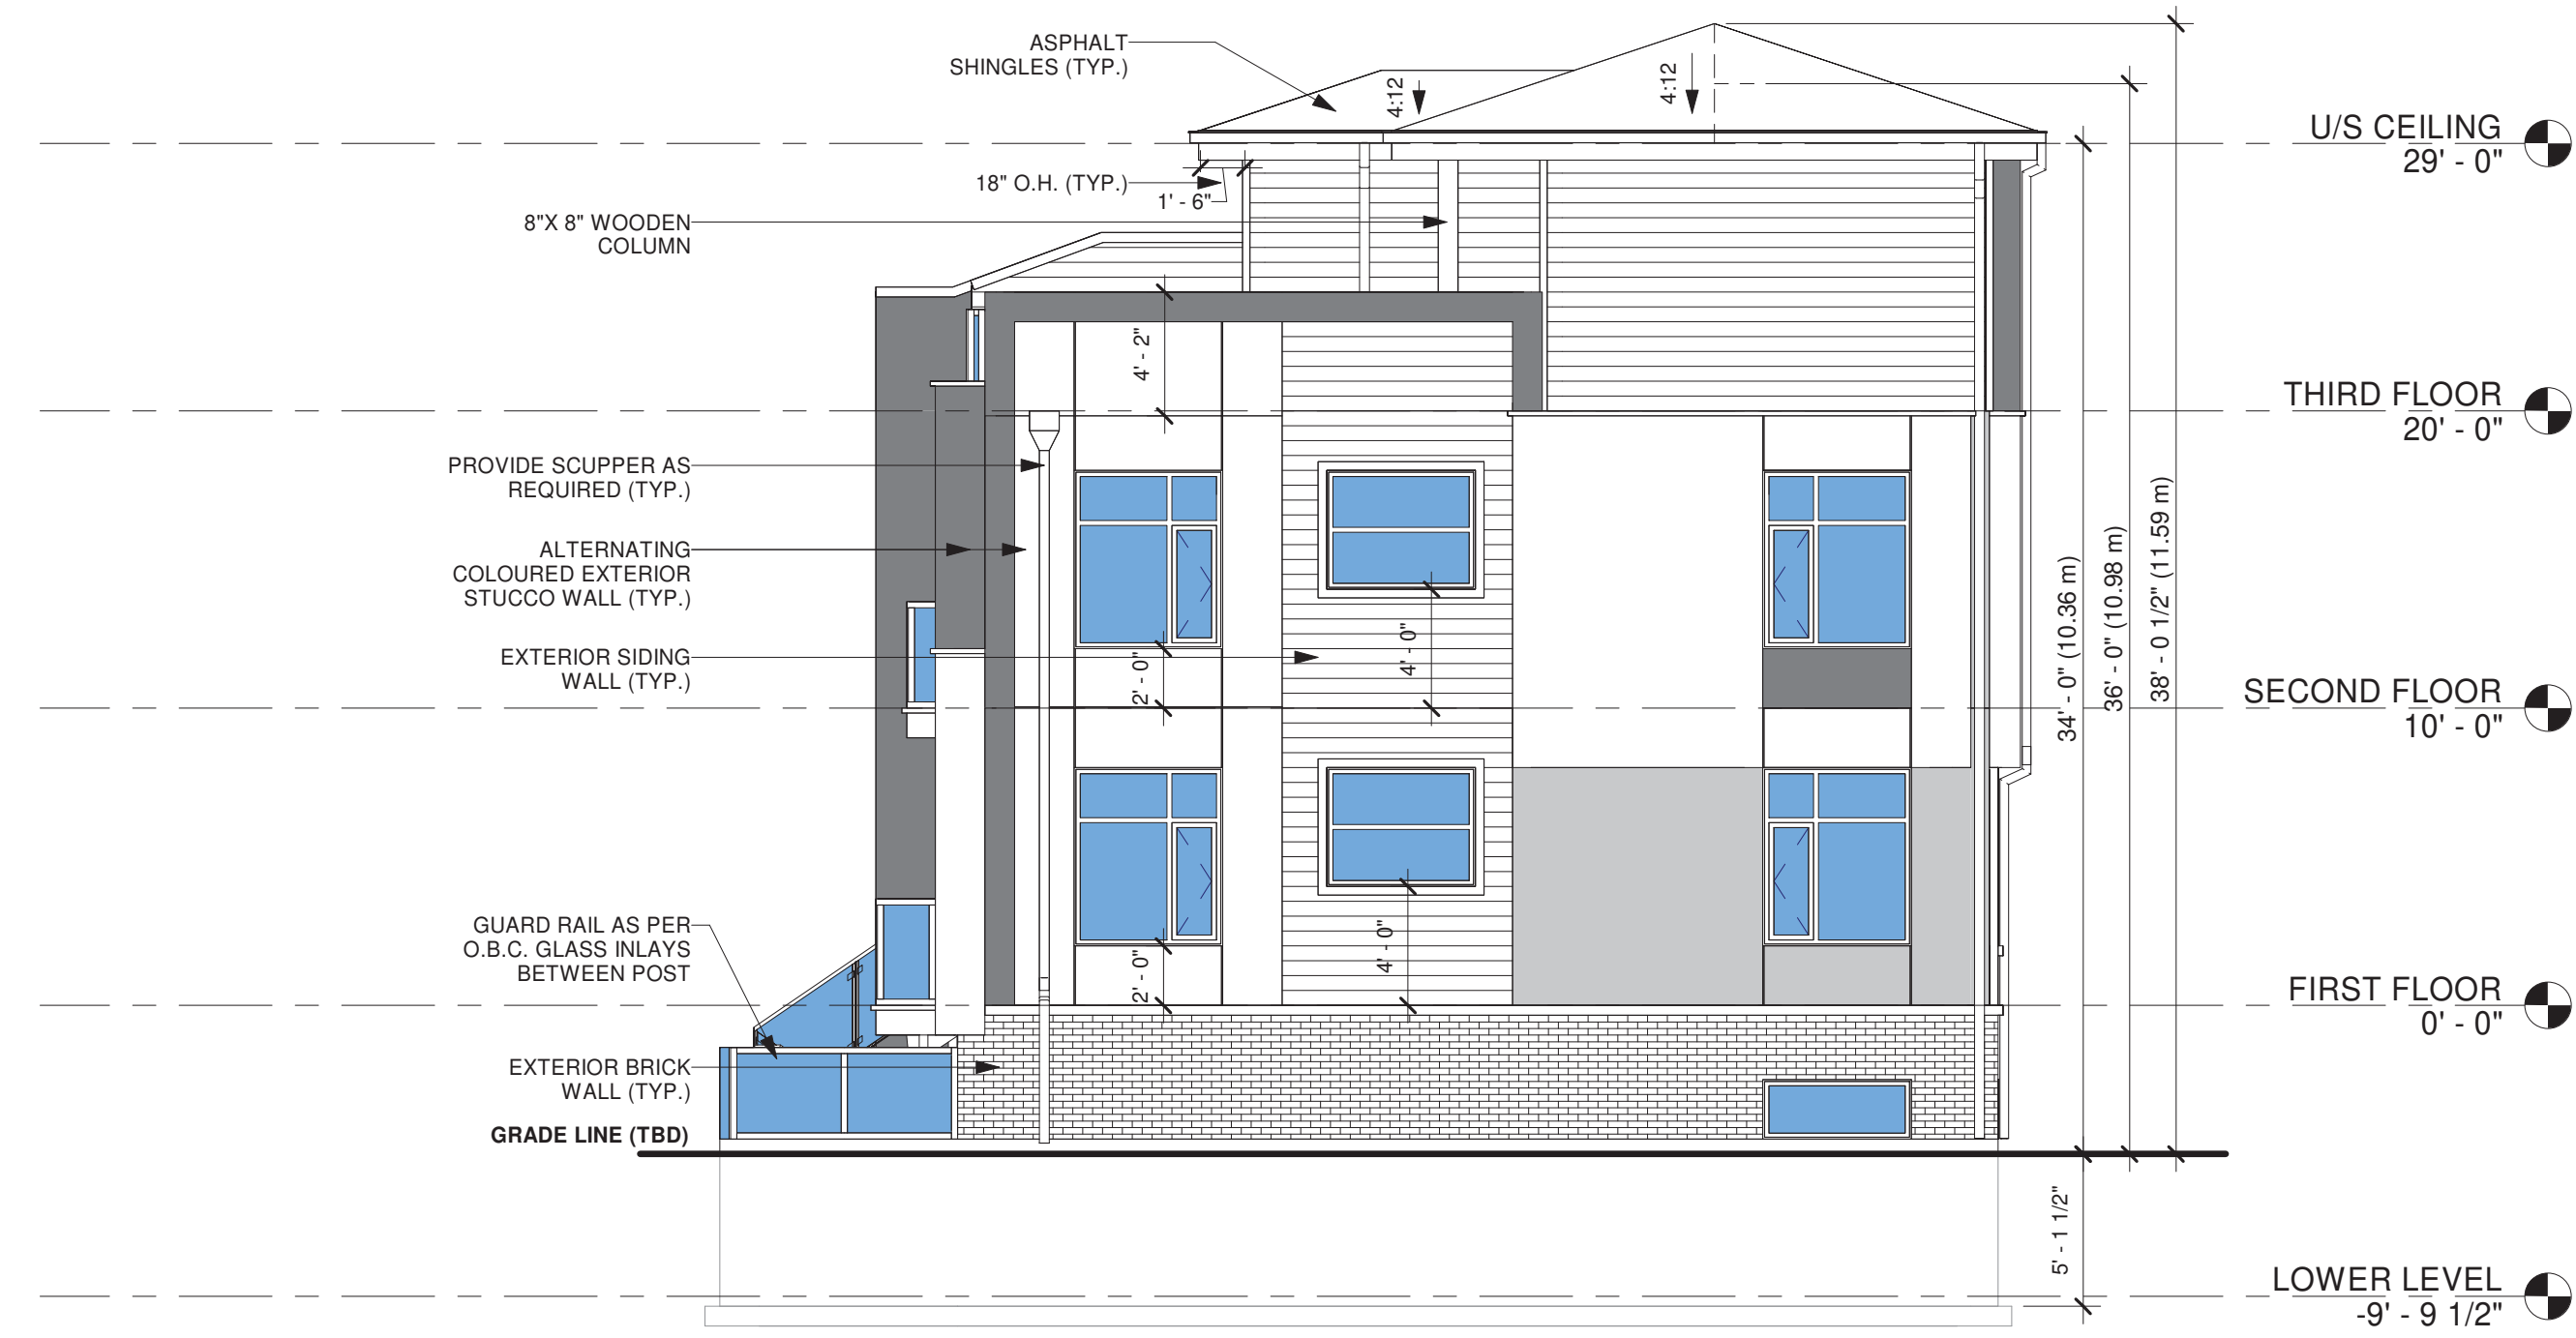 ASPHALT
SHINGLES (TYP.)
4:12
4:12
U/S CEILING
29' - 0"
18" O.H. (TYP.)
1' - 6"
8"X 8" WOODEN
COLUMN
4' - 2"
THIRD FLOOR
20' - 0"
PROVIDE SCUPPER AS
REQUIRED (TYP.)
ALTERNATING
COLOURED EXTERIOR
STUCCO WALL (TYP.)
EXTERIOR SIDING
WALL (TYP.)
2' - 0"
4' - 0"
34' - 0" (10.36 m)
36' - 0" (10.98 m)
38' - 0 1/2" (11.59 m)
SECOND FLOOR
10' - 0"
GUARD RAIL AS PER
O.B.C. GLASS INLAYS
BETWEEN POST
2' - 0"
4' - 0"
FIRST FLOOR
0' - 0"
EXTERIOR BRICK
WALL (TYP.)
GRADE LINE (TBD)
5' - 1 1/2"
LOWER LEVEL
-9' - 9 1/2"